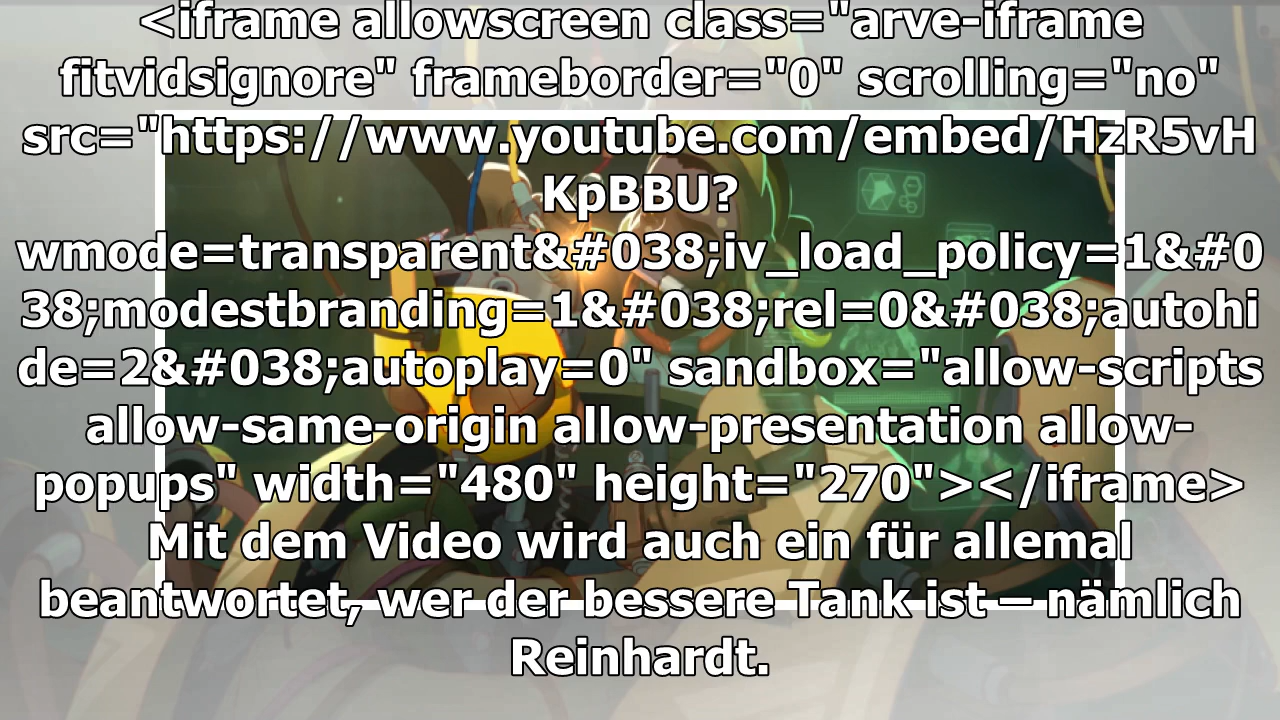 <iframe allowscreen class="arve-iframe
fitvidsignore" frameborder="0" scrolling="no"
src="https://www.youtube.com/embed/HzR5vH
KpBBU?
wmode=transparent&#038;iv_load_policy=1&#0
38;modestbranding=1&#038;rel=0&#038;autohi
de=2&#038;autoplay=0" sandbox="allow-scripts
allow-same-origin allow-presentation allow-
popups" width="480" height="270"></iframe>
Mit dem Video wird auch ein für allemal
beantwortet, wer der bessere Tank ist – nämlich
Reinhardt.